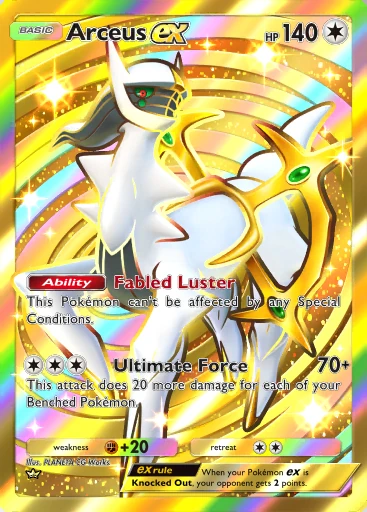 BASIC Arceus ex HP 140
Ability Fabled Luster
This Pokémon can't be affected by any Special
Conditions.
Ultimate Force 70+
This attack does 20 more damage for each of your
Benched Pokémon.
weakness +20 retreat
Illus. PLANETA CG Works
ex rule When your Pokémon ex is
Knocked Out, your opponent gets 2 points.